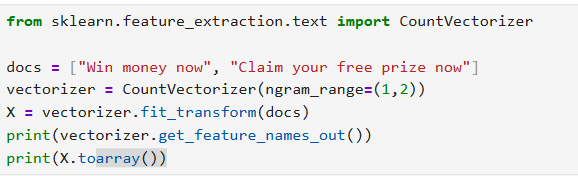 from sklearn.feature_extraction.text import CountVectorizer
docs = ["Win money now", "Claim your free prize now"]
vectorizer = CountVectorizer(ngram_range=(1,2))
X = vectorizer.fit_transform(docs)
print(vectorizer.get_feature_names_out())
print(X.toarray())